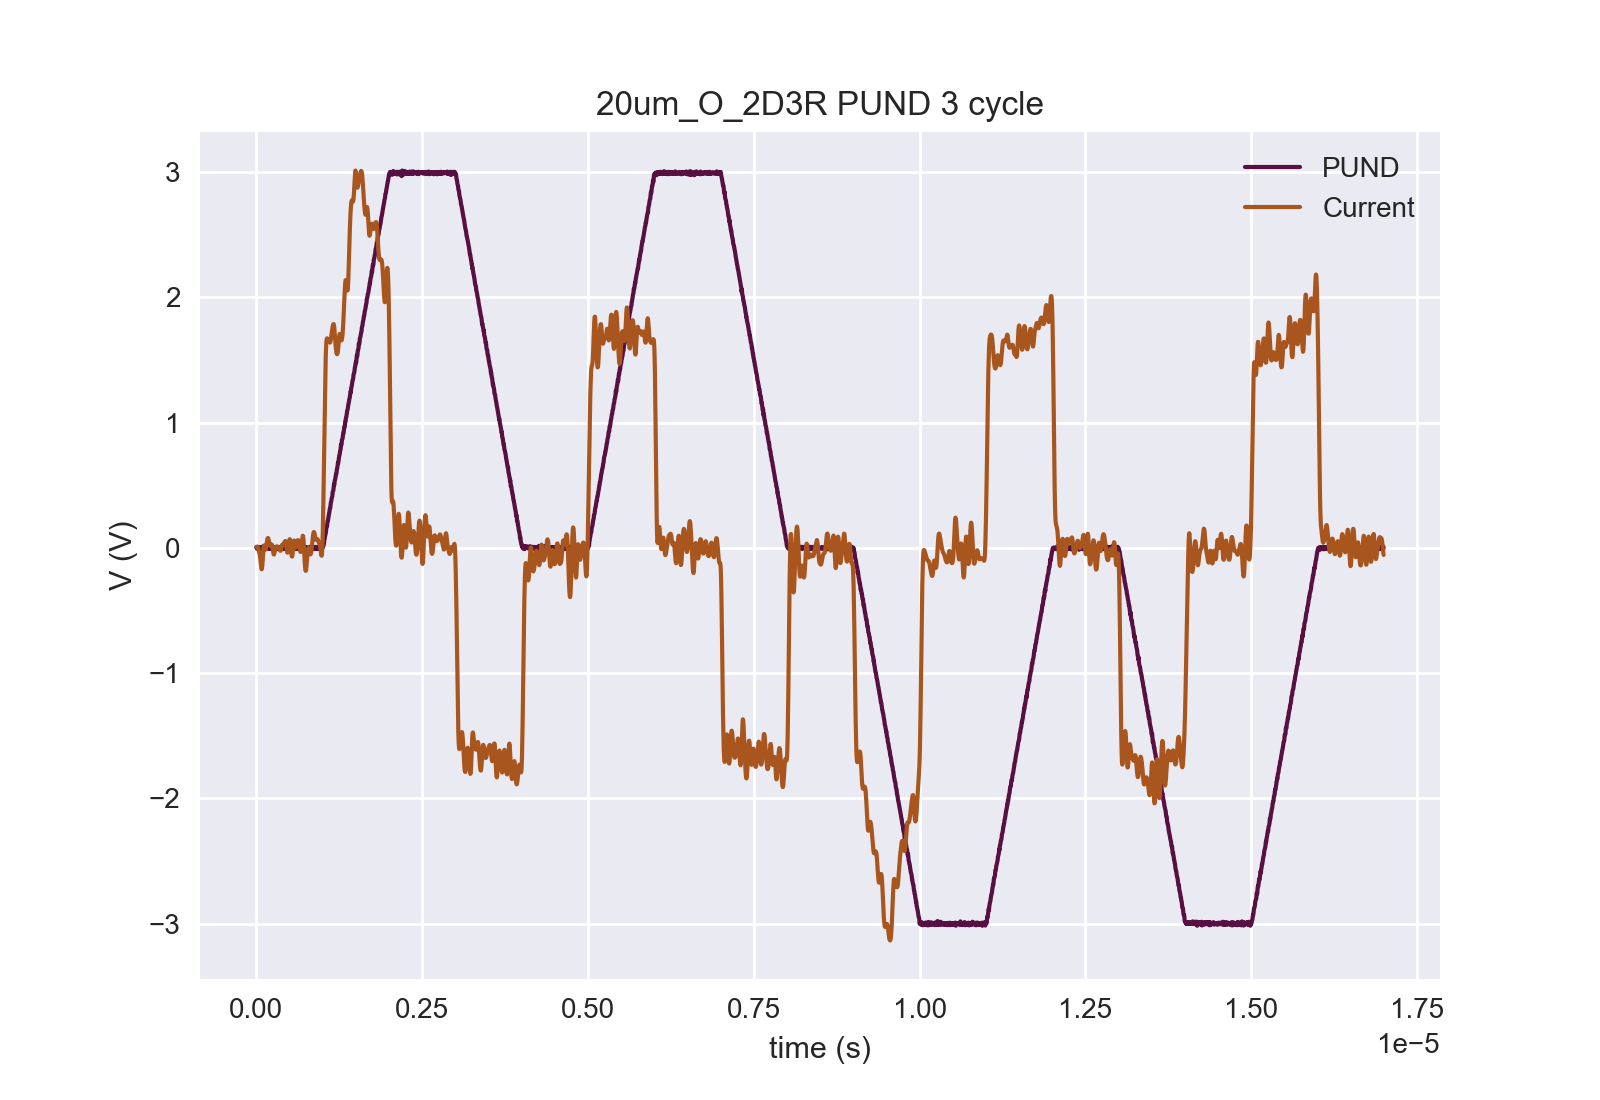 20um_O_2D3R PUND 3 cycle
PUND
Current
3
2
1
0
−1
−2
−3
V (V)
0.00 0.25 0.50 0.75 1.00 1.25 1.50 1.75
1e−5
time (s)